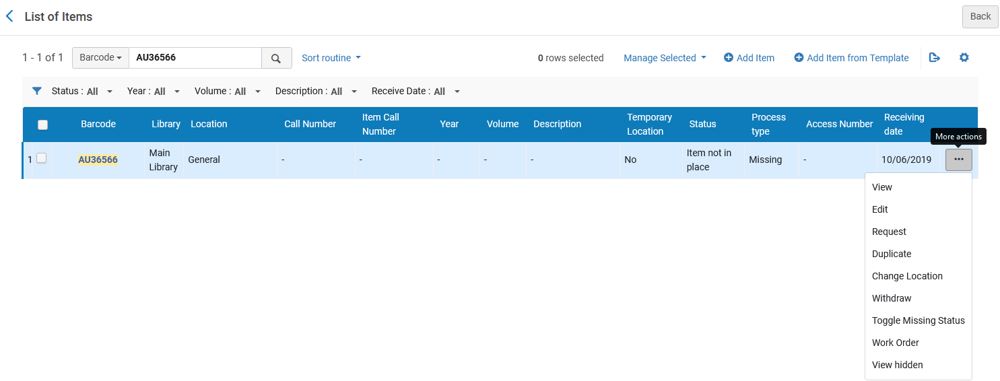 List of Items
Back
1 - 1 of 1
Barcode
AU36566
Sort routine
0 rows selected
Manage Selected
Add Item
Add Item from Template
Status : All
Year : All
Volume : All
Description : All
Receive Date : All
Barcode
Library
Location
Call Number
Item Call
Number
Year
Volume
Description
Temporary
Location
Status
Process
type
Access Number
Receiving
date
More actions
1
AU36566
Main
Library
General
-
-
-
-
-
No
Item not in
place
Missing
-
10/06/2019
View
Edit
Request
Duplicate
Change Location
Withdraw
Toggle Missing Status
Work Order
View hidden